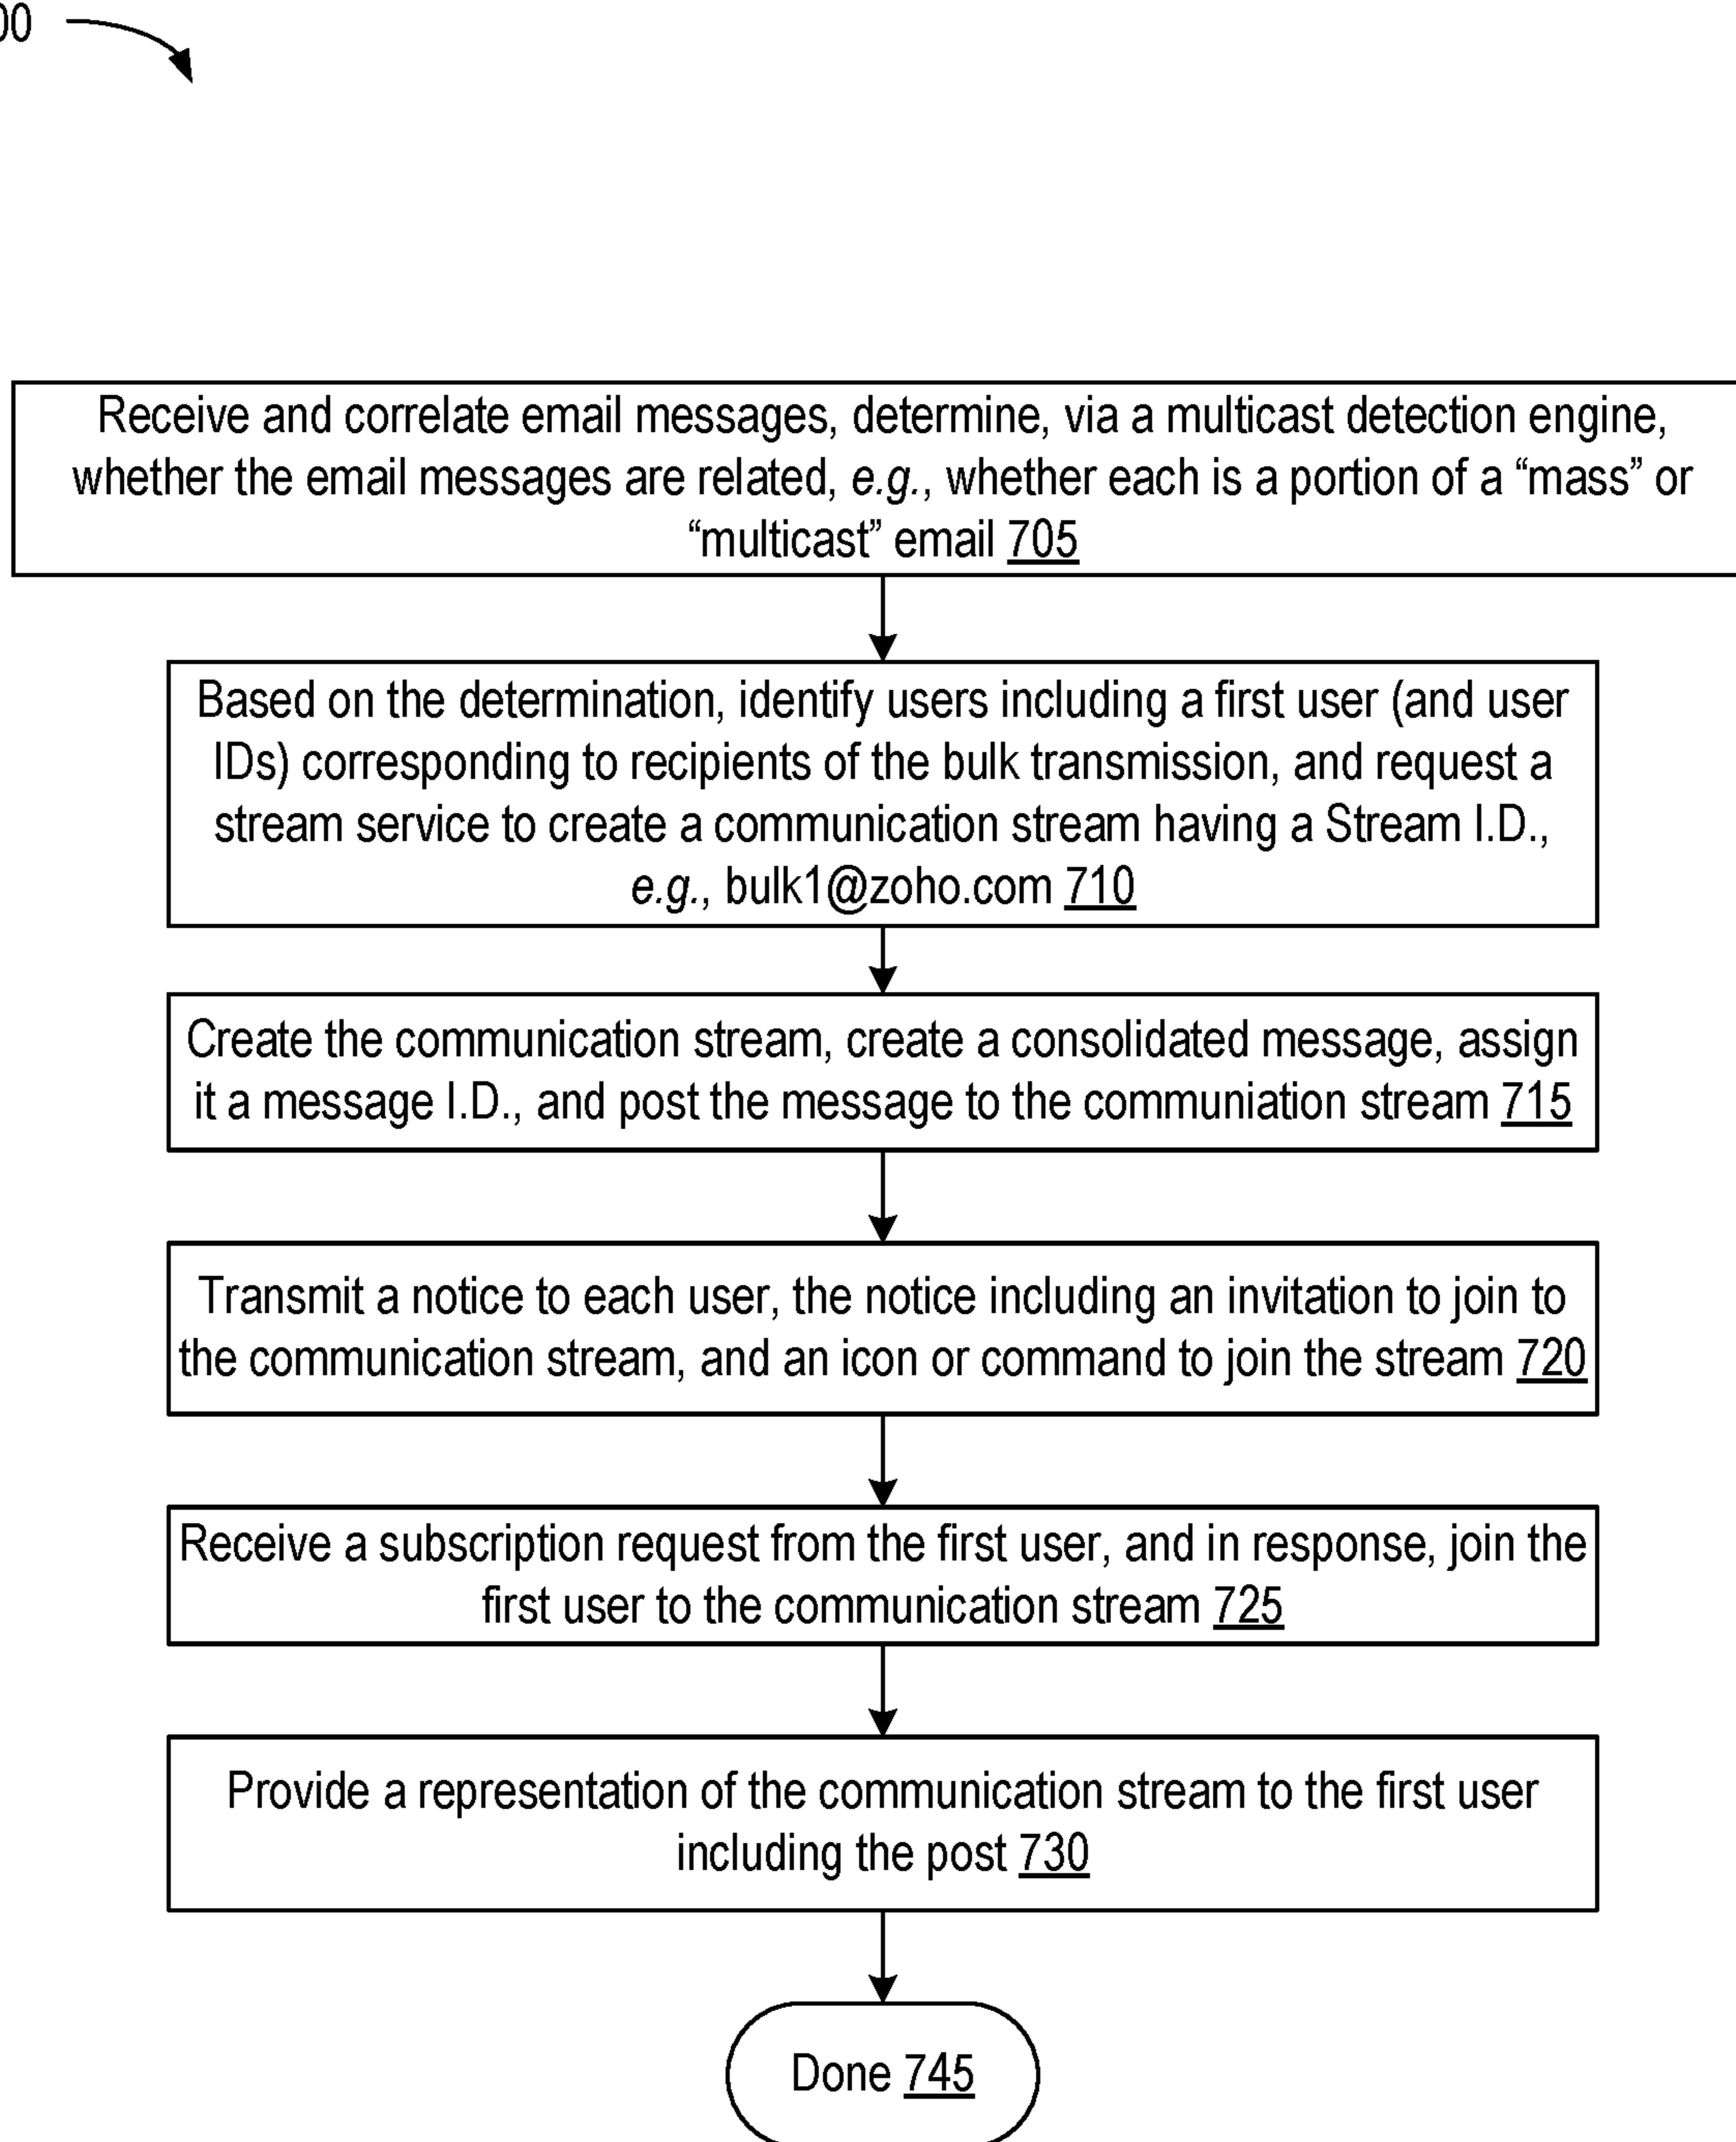 00
Receive and correlate email messages, determine, via a multicast detection engine,
whether the email messages are related, e.g., whether each is a portion of a “mass” or
“multicast” email 705
Based on the determination, identify users including a first user (and user
IDs) corresponding to recipients of the bulk transmission, and request a
stream service to create a communication stream having a Stream I.D.,
e.g., bulk1@zoho.com 710
Create the communication stream, create a consolidated message, assign
it a message I.D., and post the message to the communiation stream 715
Transmit a notice to each user, the notice including an invitation to join to
the communication stream, and an icon or command to join the stream 720
Receive a subscription request from the first user, and in response, join the
first user to the communication stream 725
Provide a representation of the communication stream to the first user
including the post 730
Done 745